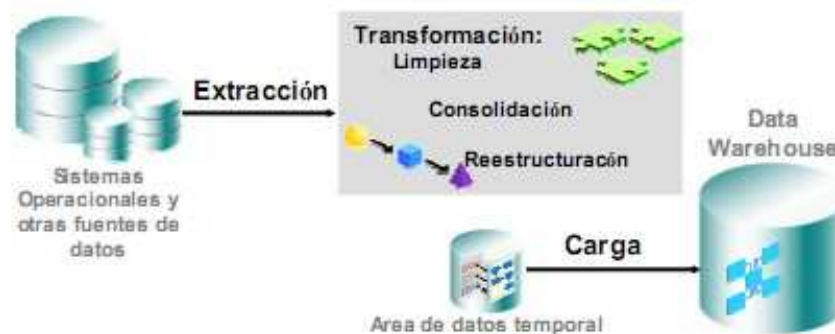 Transformación:
Limpieza
Extracción
Consolidación
Reestructuracón
Data
Warehouse
Sistemas
Operacionales y
otras fuentes de
datos
Carga
Area de datos temporal